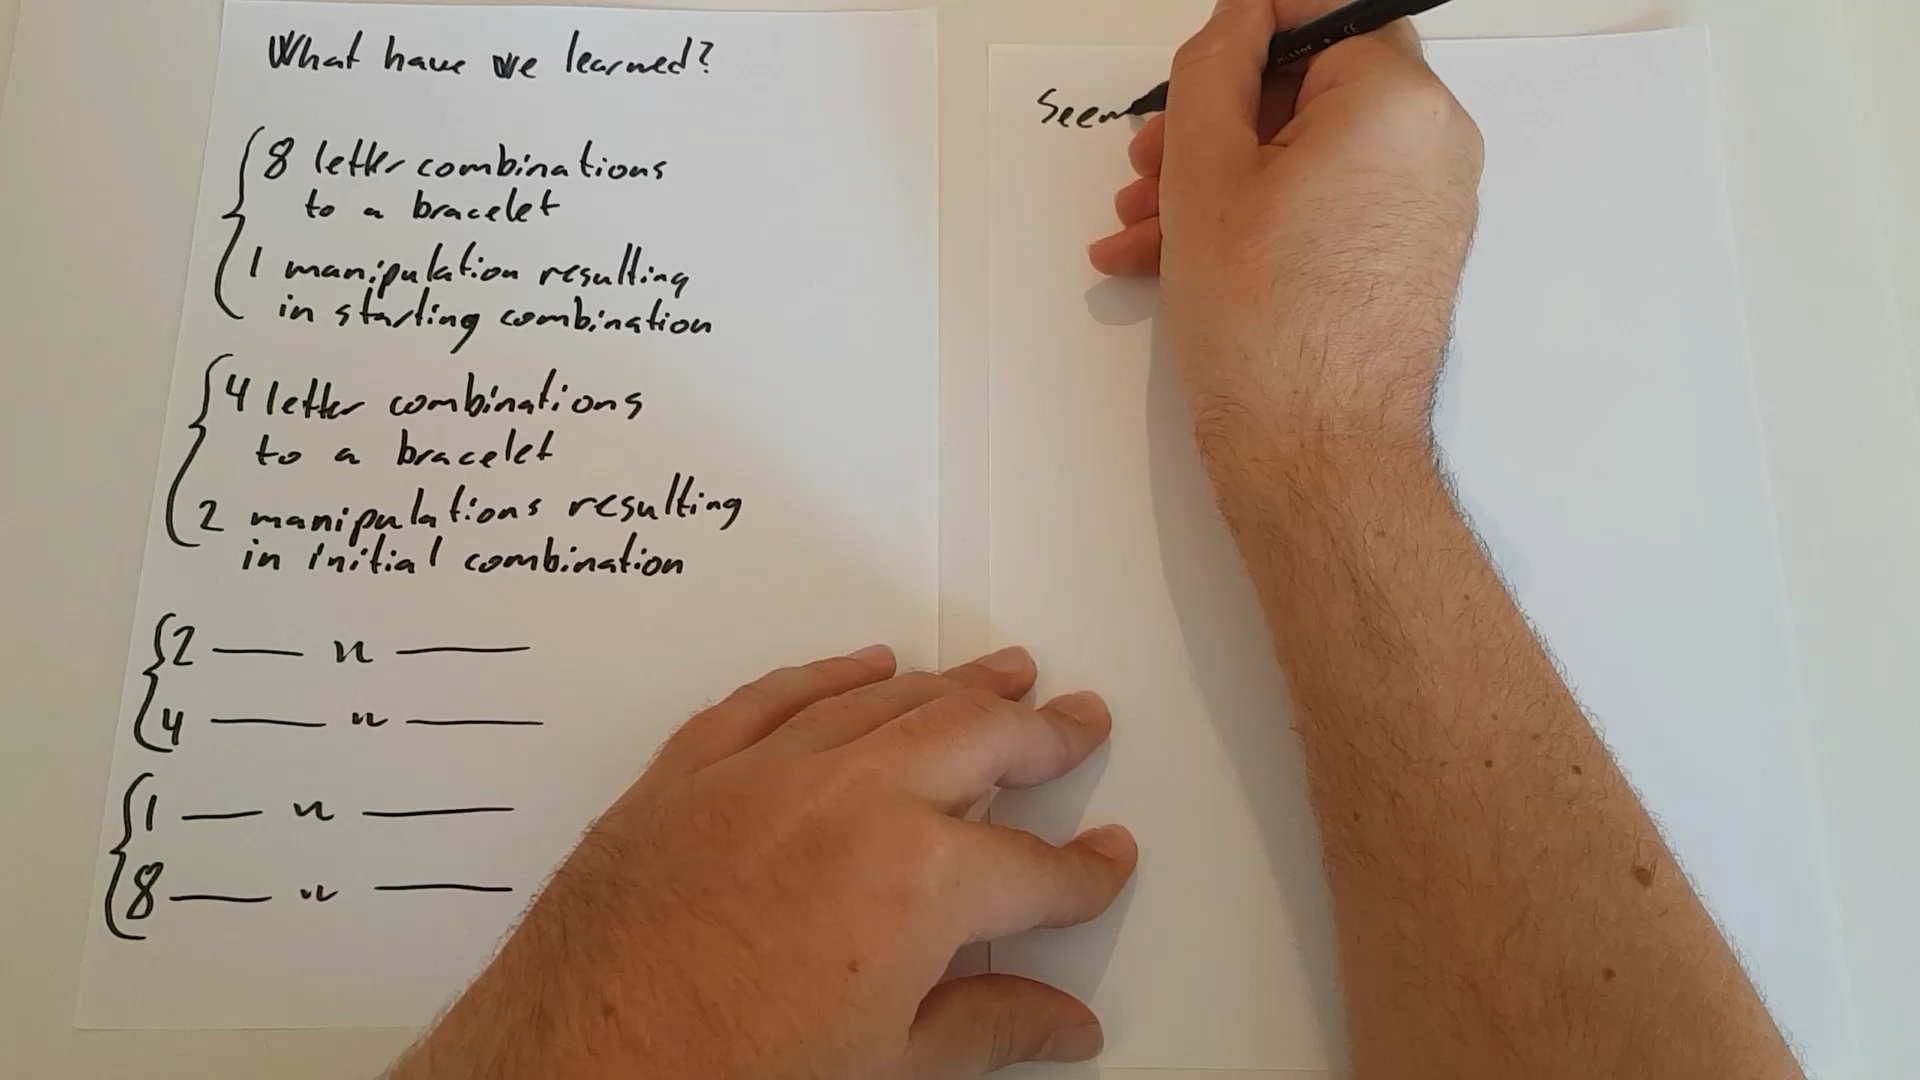 What have we learned?
8 letter combinations
to a bracelet
1 manipulation resulting
in starting combination
4 letter combinations
to a bracelet
2 manipulations resulting
in initial combination
2 — " —
4 — " —
1 — " —
8 — " —
Seem